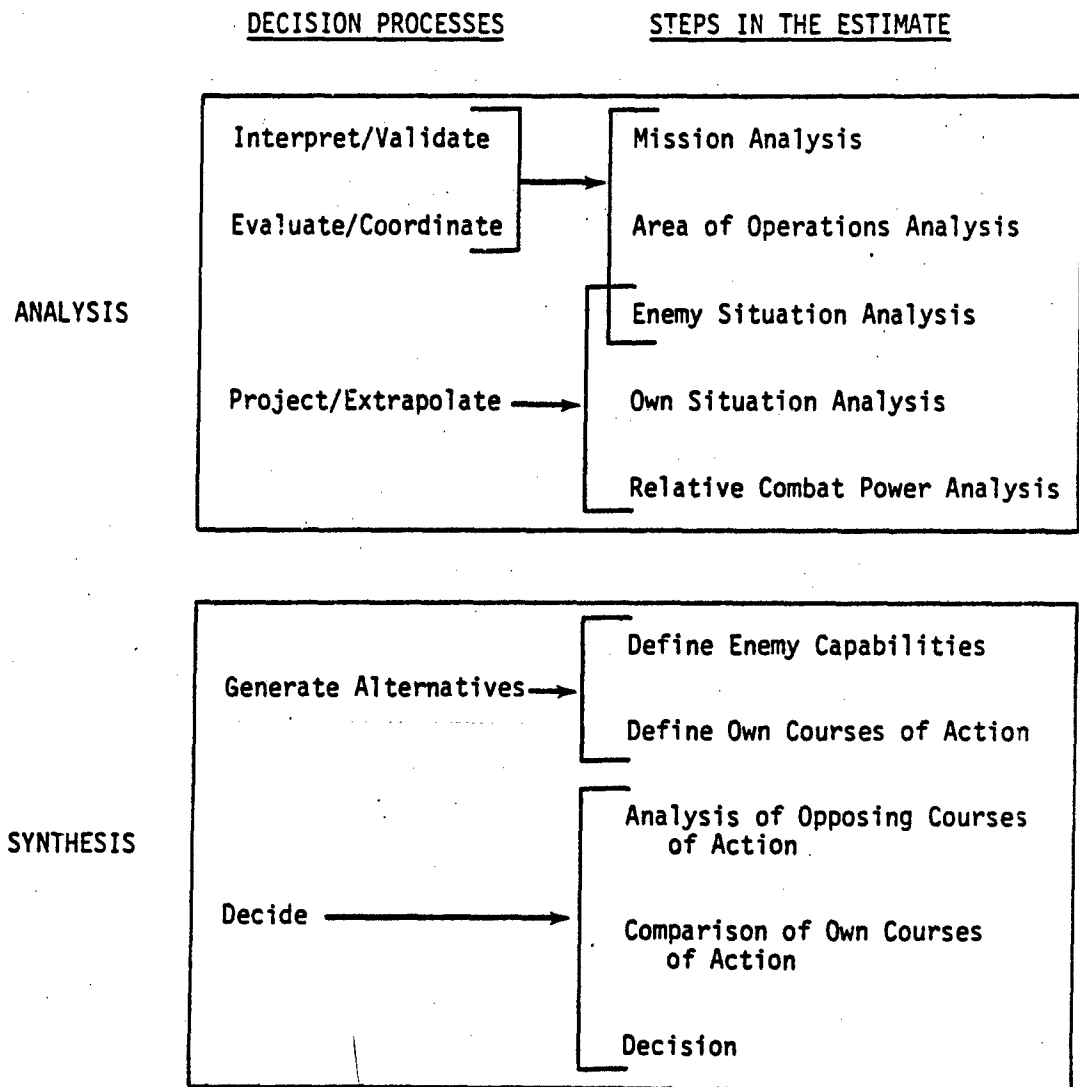 DECISION PROCESSES
STEPS IN THE ESTIMATE
ANALYSIS
Interpret/Validate
Evaluate/Coordinate
Project/Extrapolate
Mission Analysis
Area of Operations Analysis
Enemy Situation Analysis
Own Situation Analysis
Relative Combat Power Analysis
SYNTHESIS
Generate Alternatives
Decide
Define Enemy Capabilities
Define Own Courses of Action
Analysis of Opposing Courses
of Action
Comparison of Own Courses
of Action
Decision